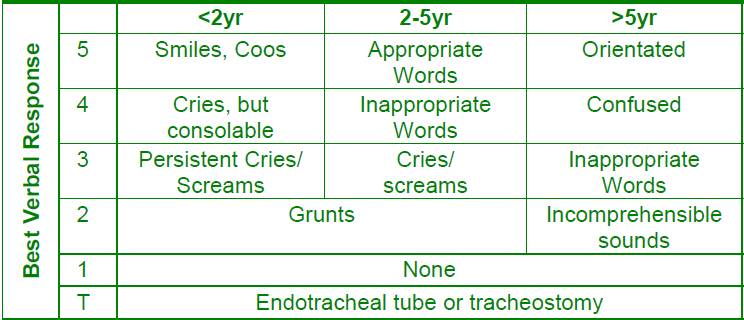 <2yr 2-5yr >5yr
Best Verbal Response
5 Smiles, Coos Appropriate Words Orientated
4 Cries, but consolable Inappropriate Words Confused
3 Persistent Cries/ Screams Cries/ screams Inappropriate Words
2 Grunts Incomprehensible sounds
1 None
T Endotracheal tube or tracheostomy